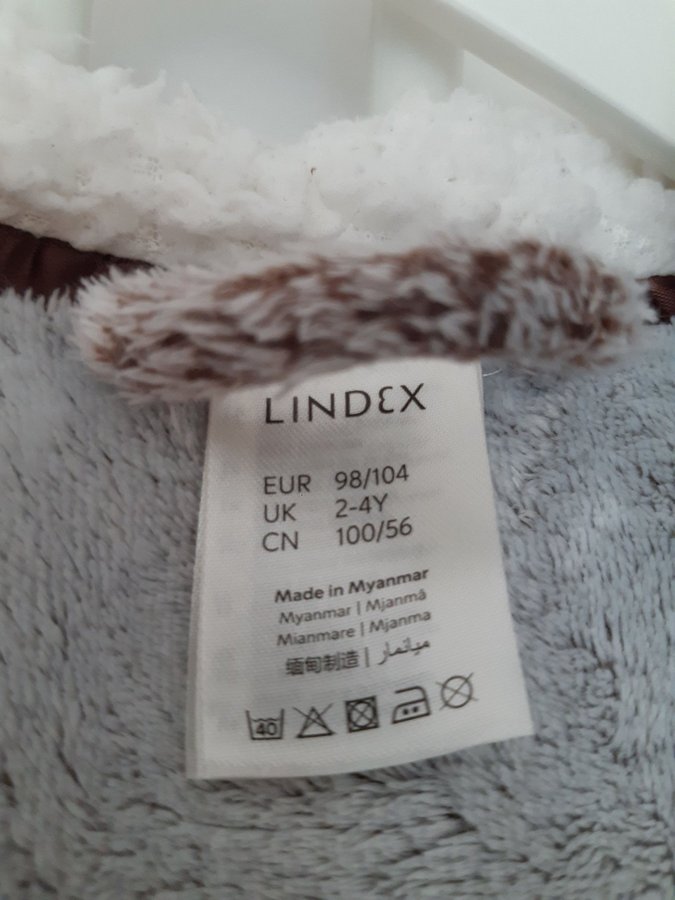 LINDEX
EUR 98/104
UK 2-4Y
CN 100/56
Made in Myanmar
Myanmar | Mjanmā
Mianmare | Mjanma
缅甸制造 | ميانمار
40